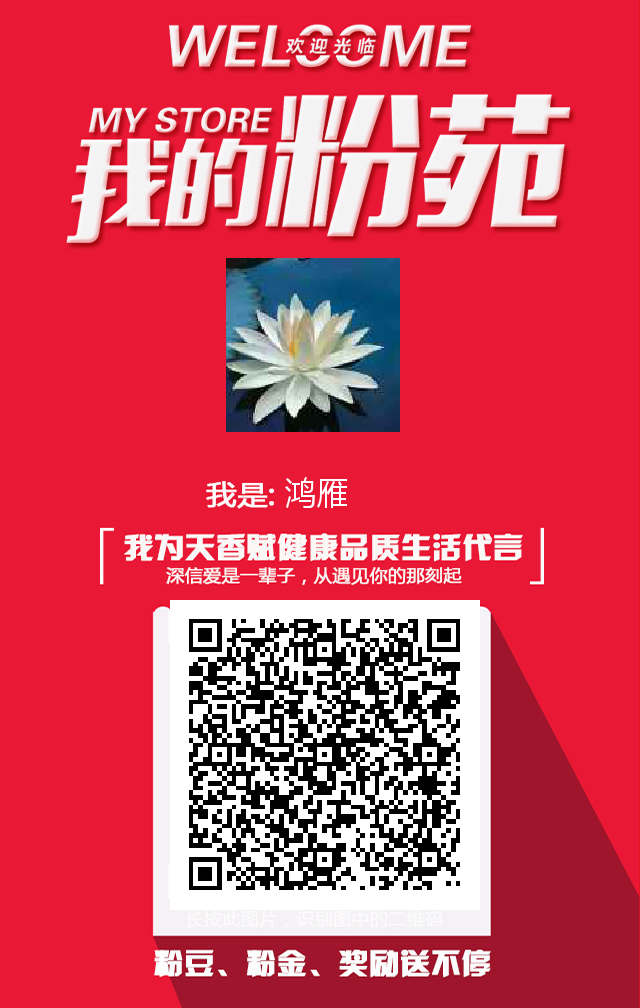 WELCOME
欢迎光临
MY STORE
我的粉苑
我是: 鸿雁
我为天香赋健康品质生活代言
深信爱是一辈子，从遇见你的那刻起
长按此图片，识别图中的二维码
粉豆、粉金、奖励送不停